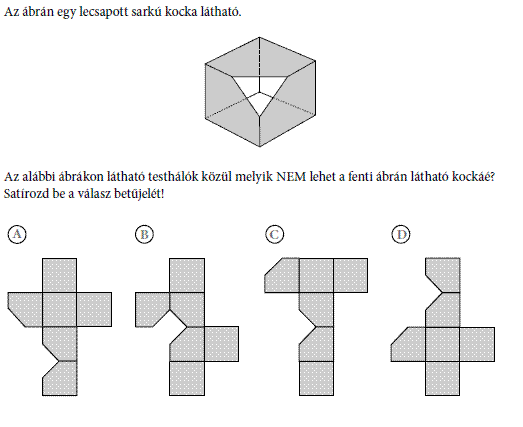 Az ábrán egy lecsapott sarkú kocka látható.
Az alábbi ábrákon látható testhálók közül melyik NEM lehet a fenti ábrán látható kockáé?
Satírozd be a válasz betűjelét!
A B C D